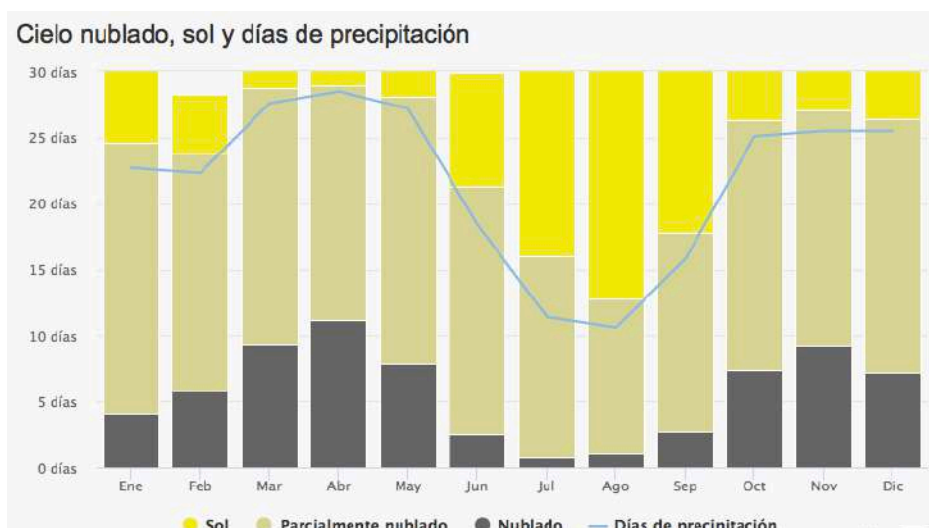 Cielo nublado, sol y días de precipitación
30 días
25 días
20 días
15 días
10 días
5 días
0 días
Ene Feb Mar Abr May Jun Jul Ago Sep Oct Nov Dic
Sol Parcialmente nublado Nublado Días de precipitación